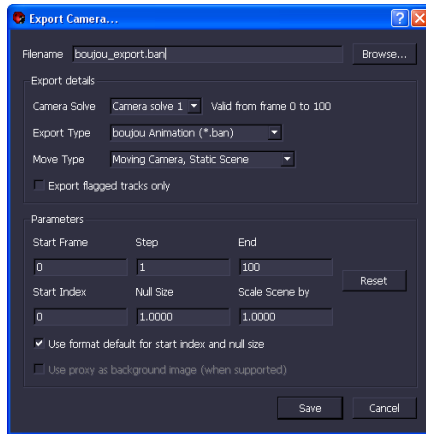 Export Camera...
Filename boujou_export.ban Browse...
Export details
Camera Solve Camera solve 1 Valid from frame 0 to 100
Export Type boujou Animation (*.ban)
Move Type Moving Camera, Static Scene
Export flagged tracks only
Parameters
Start Frame Step End
0 1 100
Reset
Start Index Null Size Scale Scene by
0 1.0000 1.0000
Use format default for start index and null size
Use proxy as background image (when supported)
Save Cancel